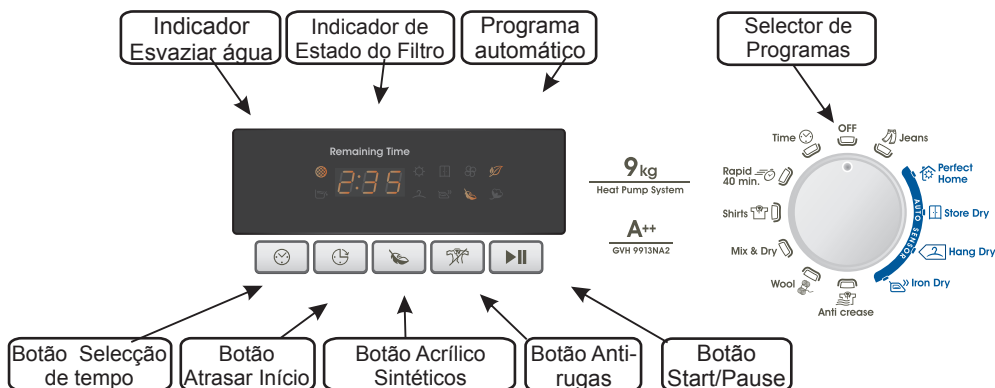 Indicador
Esvaziar água
Indicador de
Estado do Filtro
Programa
automático
Selector de
Programas
Remaining Time
2:35
9kg
Heat Pump System
A++
GVH 9913NA2
OFF
Time
Jeans
Rapid
40 min.
Perfect
Home
Shirts
Store Dry
AUTO SENSOR
Mix & Dry
Hang Dry
Wool
Iron Dry
Anti crease
Botão Selecção
de tempo
Botão
Atrasar Início
Botão Acrílico
Sintéticos
Botão Anti-
rugas
Botão
Start/Pause